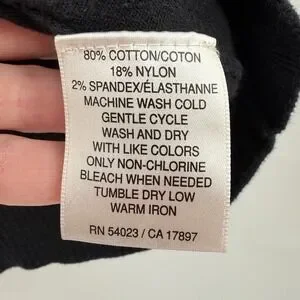 80% COTTON/COTON
18% NYLON
2% SPANDEX/ÉLASTHANNE
MACHINE WASH COLD
GENTLE CYCLE
WASH AND DRY
WITH LIKE COLORS
ONLY NON-CHLORINE
BLEACH WHEN NEEDED
TUMBLE DRY LOW
WARM IRON
RN 54023 / CA 17897